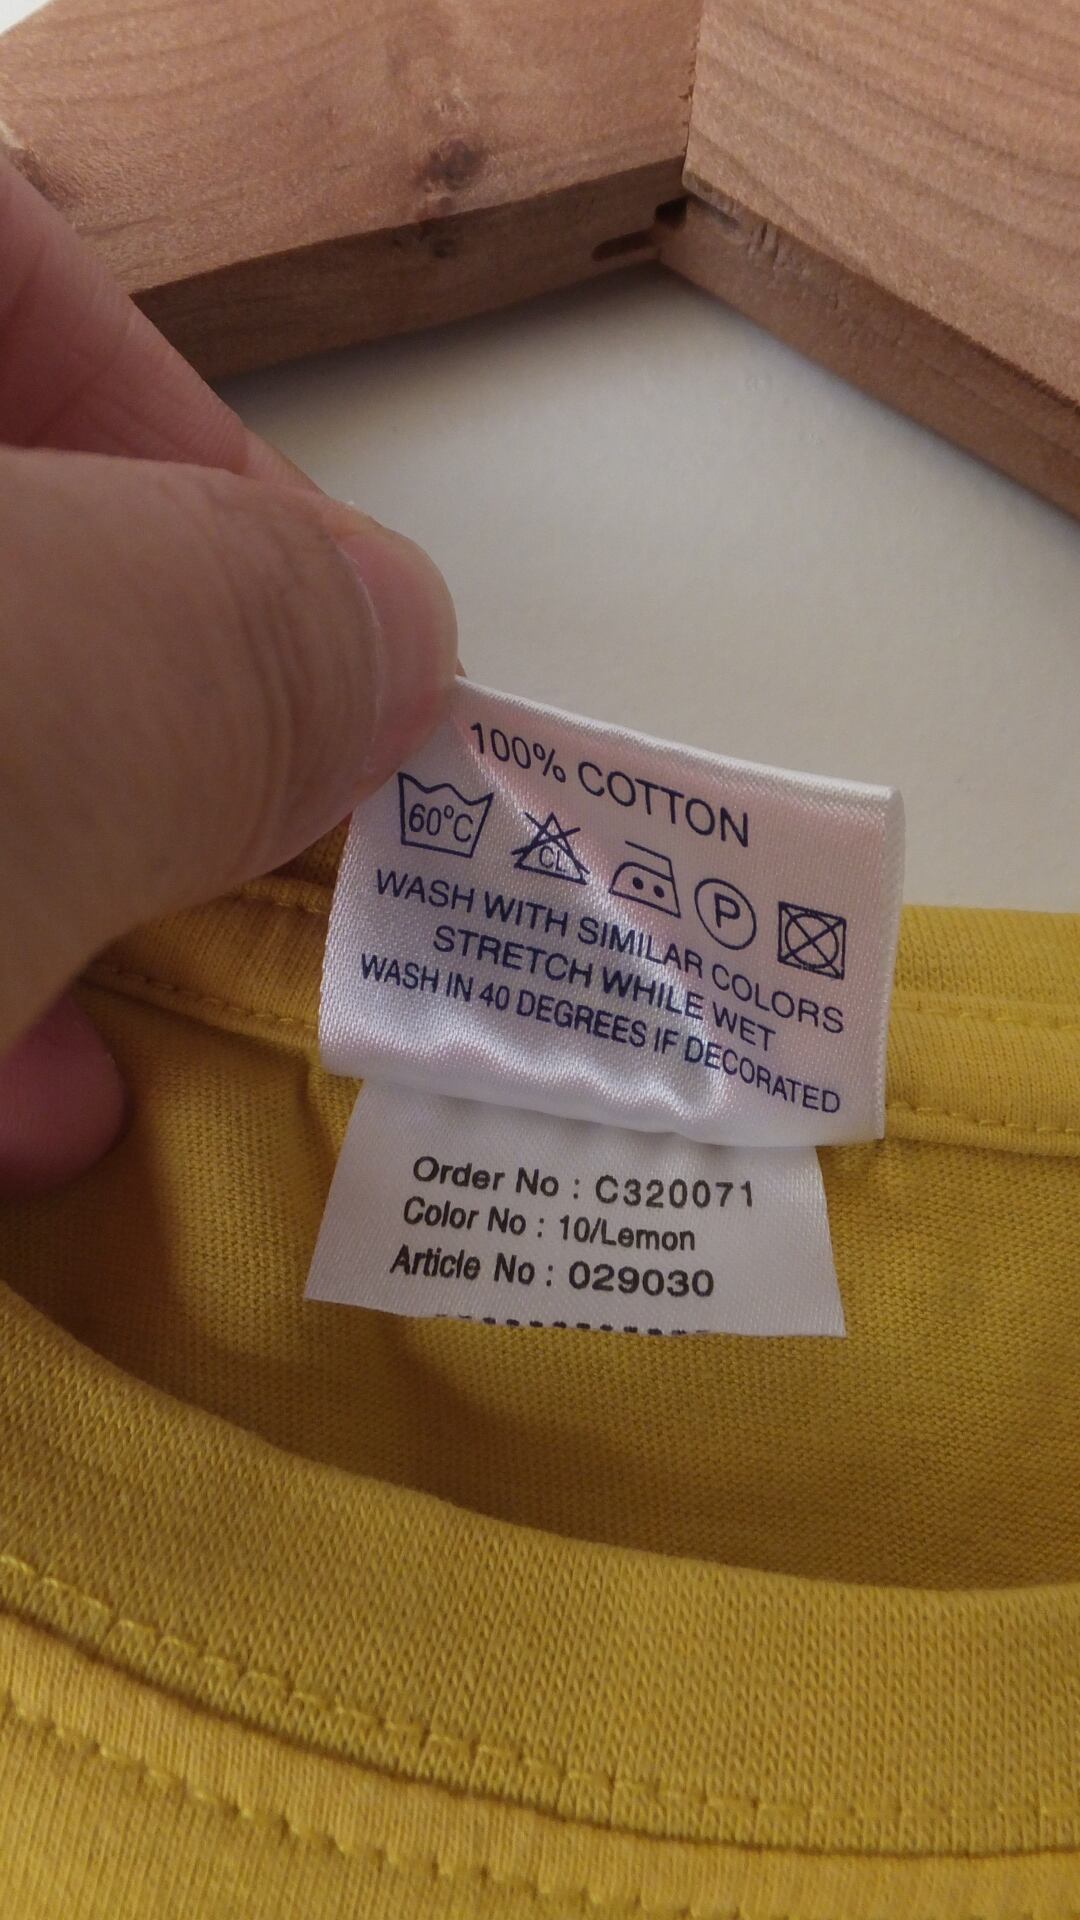 100% COTTON
60°C CL P
WASH WITH SIMILAR COLORS
STRETCH WHILE WET
WASH IN 40 DEGREES IF DECORATED
Order No : C320071
Color No : 10/Lemon
Article No : 029030